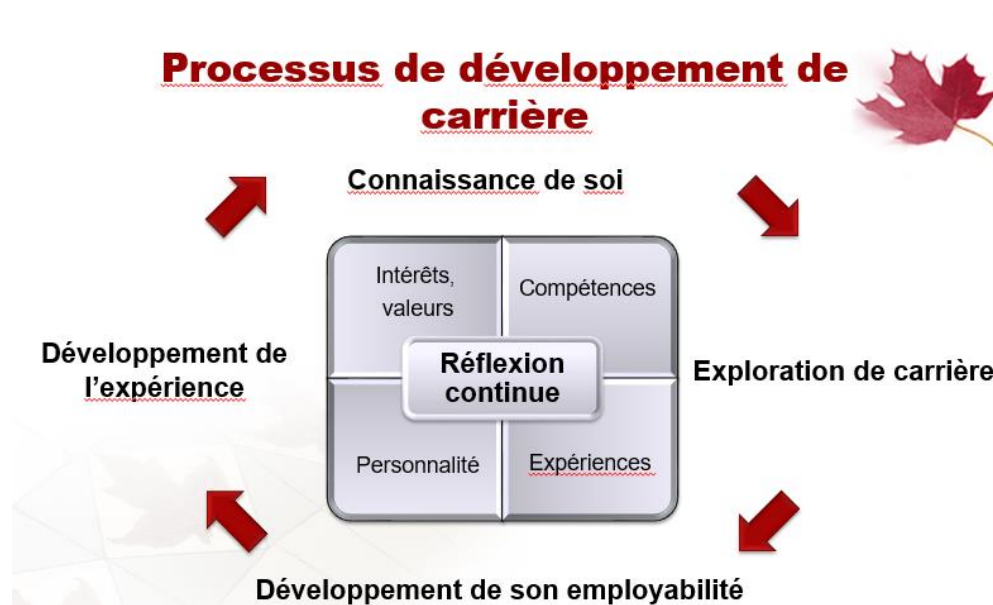 Processus de développement de
carrière
Connaissance de soi
Intérêts,
valeurs
Compétences
Développement de
l'expérience
Réflexion
continue
Exploration de carrière
Personnalité
Expériences
Développement de son employabilité